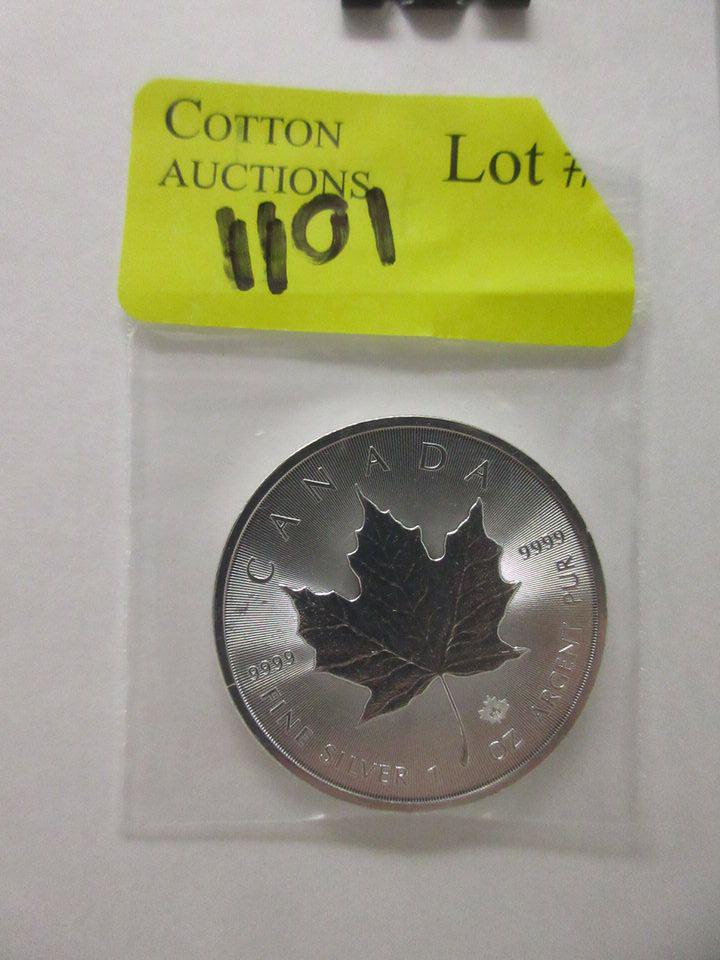 COTTON
AUCTIONS
Lot #
1101
CANADA
9999
9999
FINE SILVER 1 OZ ARGENT PUR